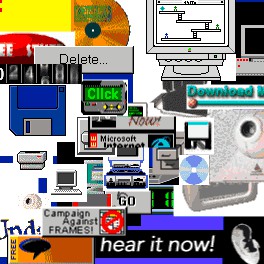 Delete...
Click
Now!
Download
Microsoft
Internet
GO
Campaign
Against
FRAMES!
FREE
hear it now!